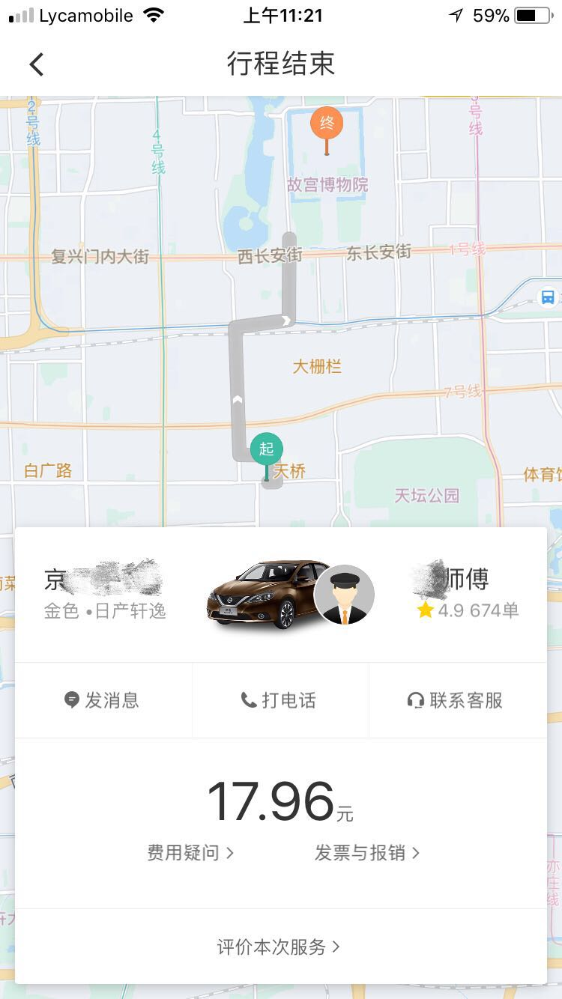 Lycamobile 上午11:21 59%
行程结束
2号线
4号线
终
故宫博物院
复兴门内大街 西长安街 东长安街 1号线
大栅栏
7号线
起
白广路 天桥 体育
天坛公园
京 师傅
金色 •日产轩逸 4.9 674单
发消息 打电话 联系客服
17.96元
费用疑问 > 发票与报销 >
亦庄线
评价本次服务 >